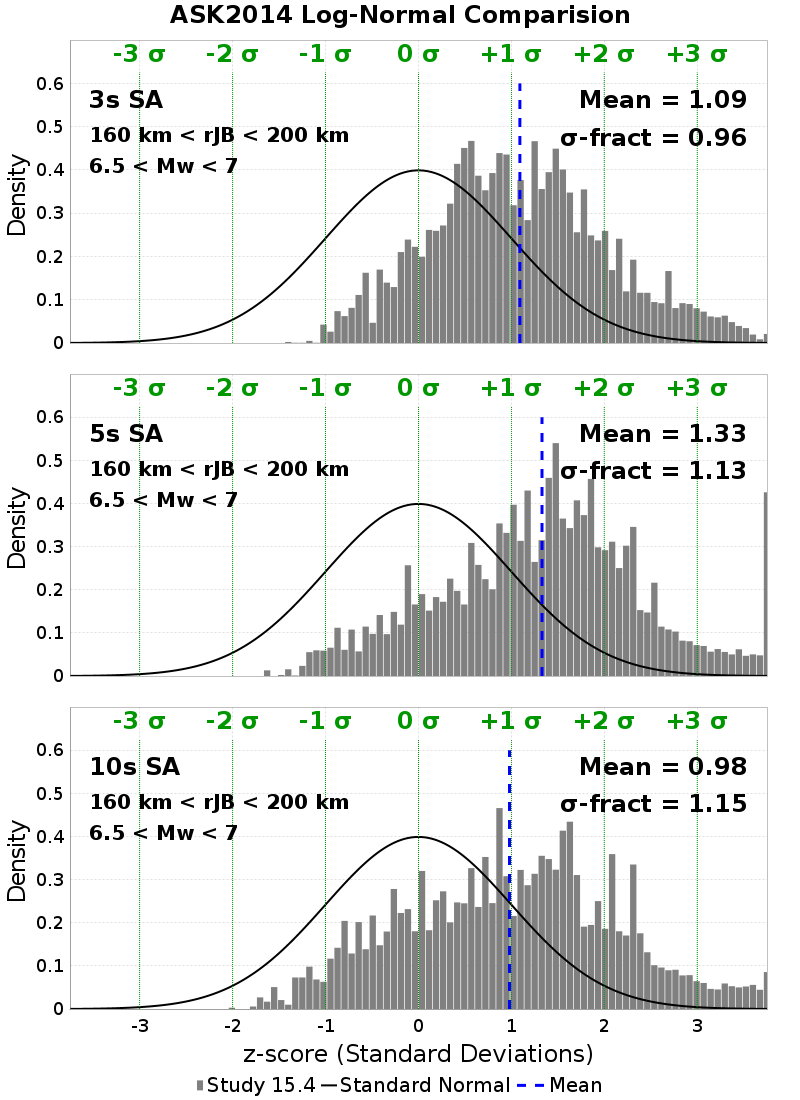 ASK2014 Log-Normal Comparision
-3 σ -2 σ -1 σ 0 σ +1 σ +2 σ +3 σ
0.6
3s SA Mean = 1.09
0.5
160 km < rJB < 200 km σ-fract = 0.96
6.5 < Mw < 7
0.4
0.3
0.2
0.1
0
Density
-3 σ -2 σ -1 σ 0 σ +1 σ +2 σ +3 σ
0.6
5s SA Mean = 1.33
0.5
160 km < rJB < 200 km σ-fract = 1.13
6.5 < Mw < 7
0.4
0.3
0.2
0.1
0
Density
-3 σ -2 σ -1 σ 0 σ +1 σ +2 σ +3 σ
0.6
10s SA Mean = 0.98
0.5
160 km < rJB < 200 km σ-fract = 1.15
6.5 < Mw < 7
0.4
0.3
0.2
0.1
0
Density
-3 -2 -1 0 1 2 3
z-score (Standard Deviations)
Study 15.4 Standard Normal Mean